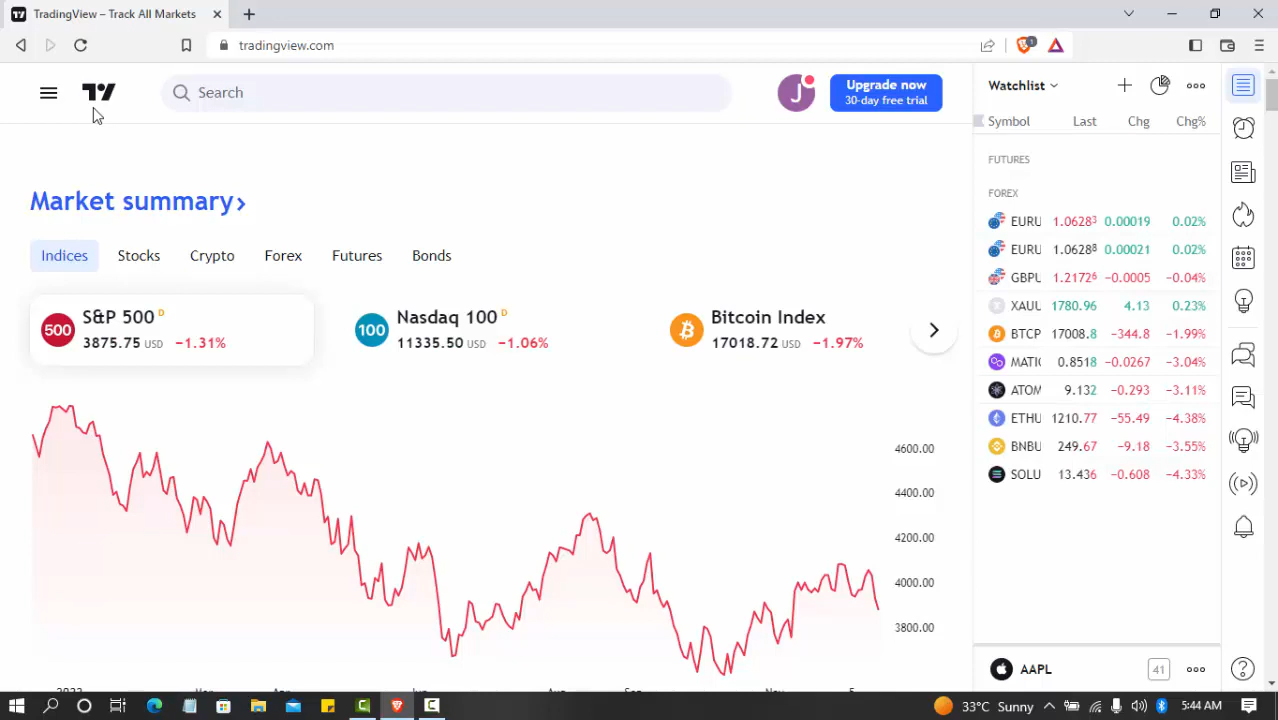 TradingView – Track All Markets
tradingview.com
1
Search
J
Upgrade now
30-day free trial
Market summary
Indices Stocks Crypto Forex Futures Bonds
500 S&P 500 D
3875.75 USD −1.31%
100 Nasdaq 100 D
11335.50 USD −1.06%
Bitcoin Index
17018.72 USD −1.97%
4600.00
4400.00
4200.00
4000.00
3800.00
Watchlist
Symbol Last Chg Chg%
FUTURES
FOREX
EURU 1.06283 0.00019 0.02%
EURU 1.06288 0.00021 0.02%
GBPU 1.21726 −0.0005 −0.04%
XAUU 1780.96 4.13 0.23%
BTCP 17008.8 −344.8 −1.99%
MATIC 0.8518 −0.0267 −3.04%
ATOM 9.132 −0.293 −3.11%
ETHU 1210.77 −55.49 −4.38%
BNBU 249.67 −9.18 −3.55%
SOLU 13.436 −0.608 −4.33%
AAPL 41
33°C Sunny
5:44 AM